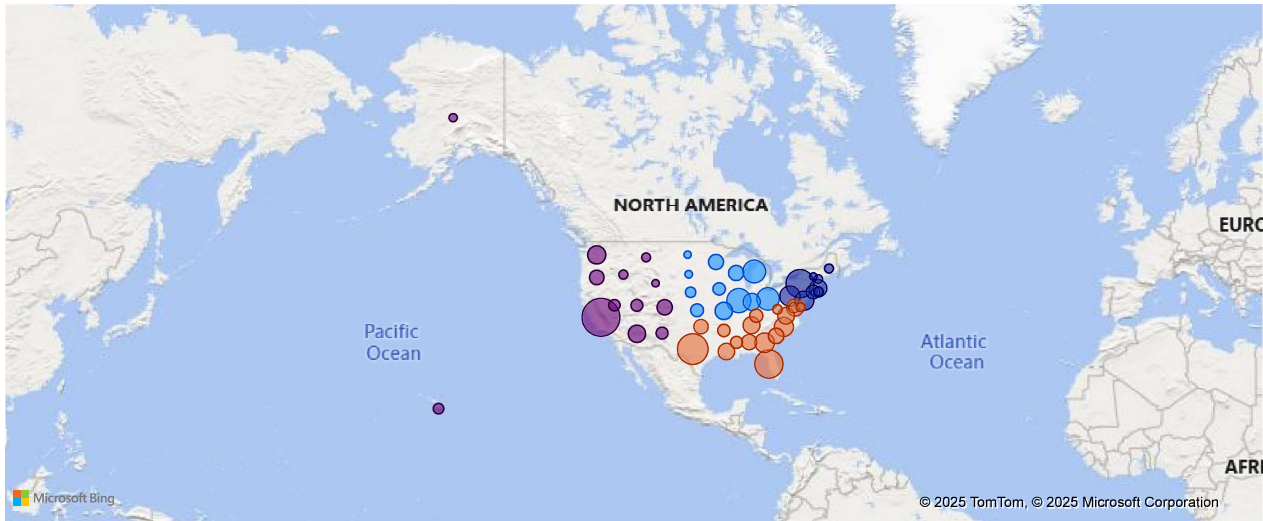 NORTH AMERICA
EURO
Pacific
Ocean
Atlantic
Ocean
AFRI
Microsoft Bing
© 2025 TomTom, © 2025 Microsoft Corporation